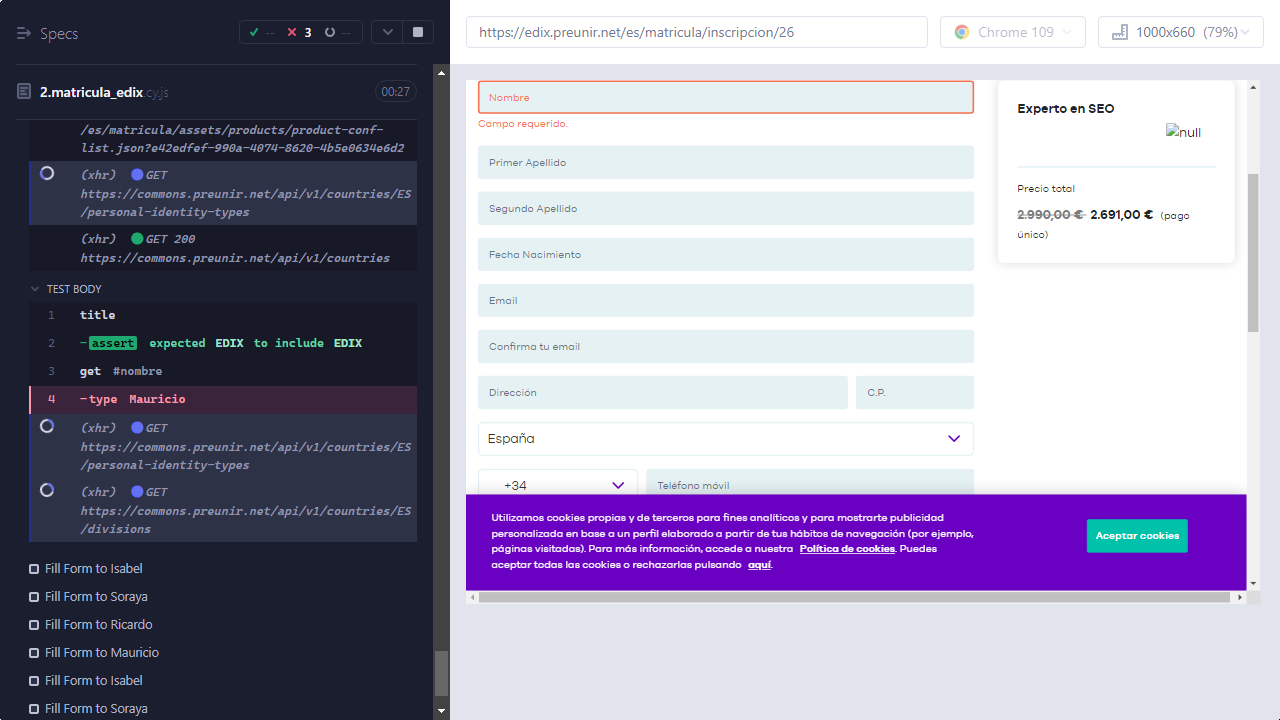 Specs
-- 3 --
2.matricula_edix.cy.js
00:27
/es/matricula/assets/products/product-conf-
list.json?e42edfef-990a-4074-8620-4b5e0634e6d2
(xhr) GET
https://commons.preunir.net/api/v1/countries/ES
/personal-identity-types
(xhr) GET 200
https://commons.preunir.net/api/v1/countries
TEST BODY
1 title
2 -assert expected EDIX to include EDIX
3 get #nombre
4 -type Mauricio
(xhr) GET
https://commons.preunir.net/api/v1/countries/ES
/personal-identity-types
(xhr) GET
https://commons.preunir.net/api/v1/countries/ES
/divisions
Fill Form to Isabel
Fill Form to Soraya
Fill Form to Ricardo
Fill Form to Mauricio
Fill Form to Isabel
Fill Form to Soraya
https://edix.preunir.net/es/matricula/inscripcion/26
Chrome 109
1000x660 (79%)
Nombre
Campo requerido.
Primer Apellido
Segundo Apellido
Fecha Nacimiento
Email
Confirma tu email
Dirección
C.P.
España
+34
Teléfono móvil
Experto en SEO
null
Precio total
2.990,00 € 2.691,00 € (pago
único)
Utilizamos cookies propias y de terceros para fines analíticos y para mostrarte publicidad
personalizada en base a un perfil elaborado a partir de tus hábitos de navegación (por ejemplo,
páginas visitadas). Para más información, accede a nuestra Política de cookies. Puedes
aceptar todas las cookies o rechazarlas pulsando aquí.
Aceptar cookies